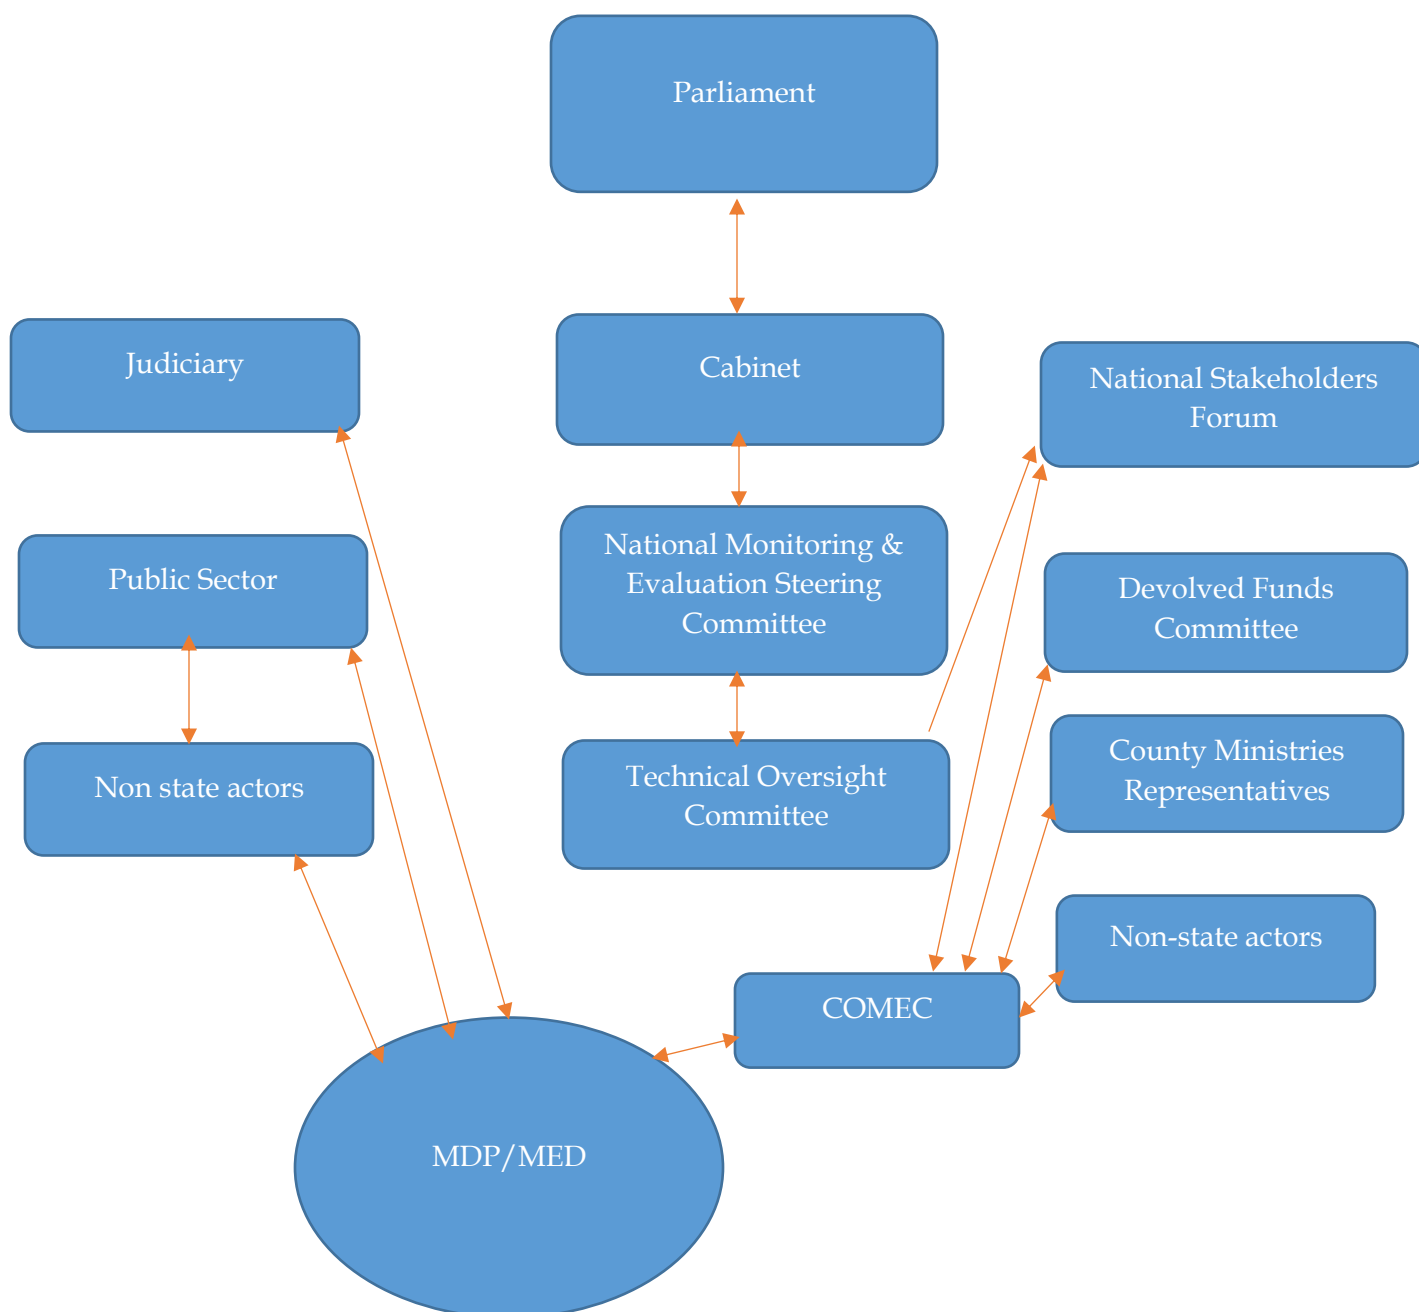 Parliament
Judiciary
Cabinet
National Stakeholders
Forum
Public Sector
National Monitoring &
Evaluation Steering
Committee
Devolved Funds
Committee
Non state actors
Technical Oversight
Committee
County Ministries
Representatives
Non-state actors
COMEC
MDP/MED